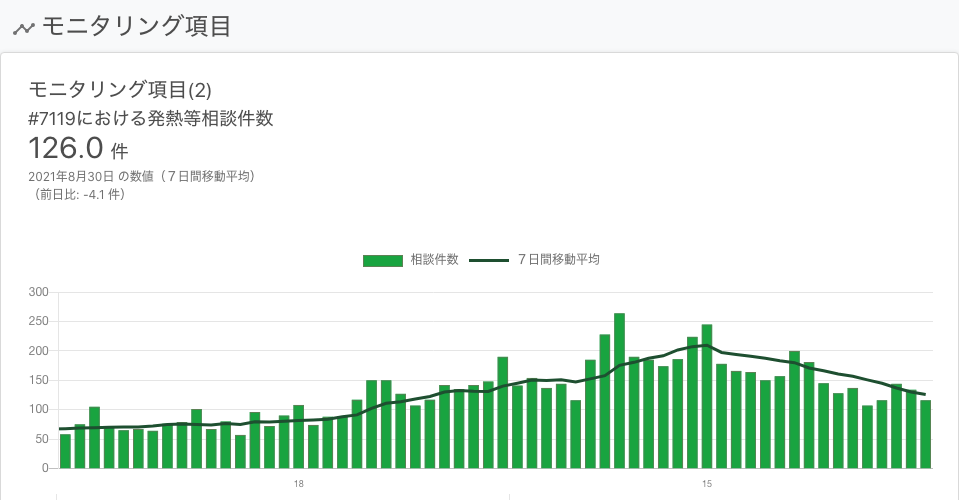 モニタリング項目
モニタリング項目(2)
#7119における発熱等相談件数
126.0 件
2021年8月30日 の数値（７日間移動平均）
（前日比: -4.1 件）
相談件数 ７日間移動平均
300
250
200
150
100
50
0
18 15